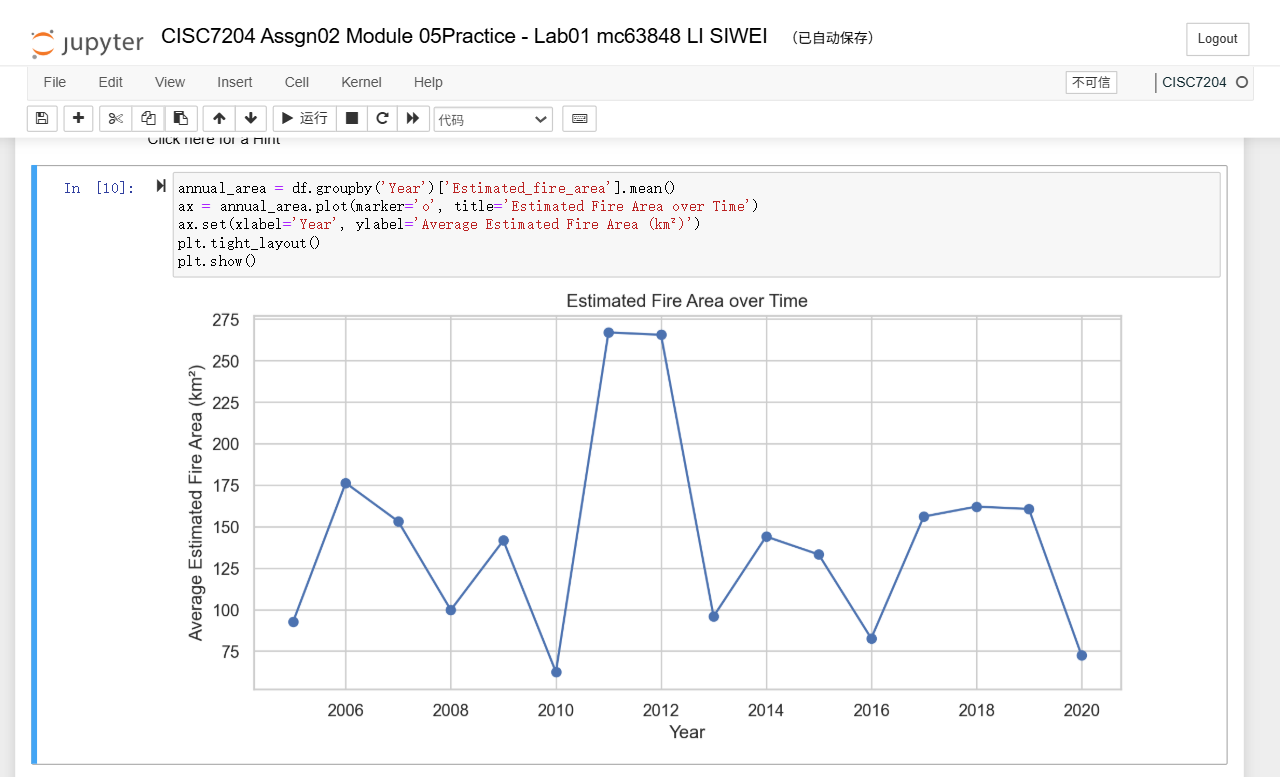 jupyter CISC7204 Assgn02 Module 05Practice - Lab01 mc63848 LI SIWEI (已自动保存) Logout
File Edit View Insert Cell Kernel Help 不可信 CISC7204
运行 代码
Click here for a Hint
In [10]:
annual_area = df.groupby('Year')['Estimated_fire_area'].mean()
ax = annual_area.plot(marker='o', title='Estimated Fire Area over Time')
ax.set(xlabel='Year', ylabel='Average Estimated Fire Area (km²)')
plt.tight_layout()
plt.show()
Estimated Fire Area over Time
Average Estimated Fire Area (km²)
275
250
225
200
175
150
125
100
75
2006 2008 2010 2012 2014 2016 2018 2020
Year